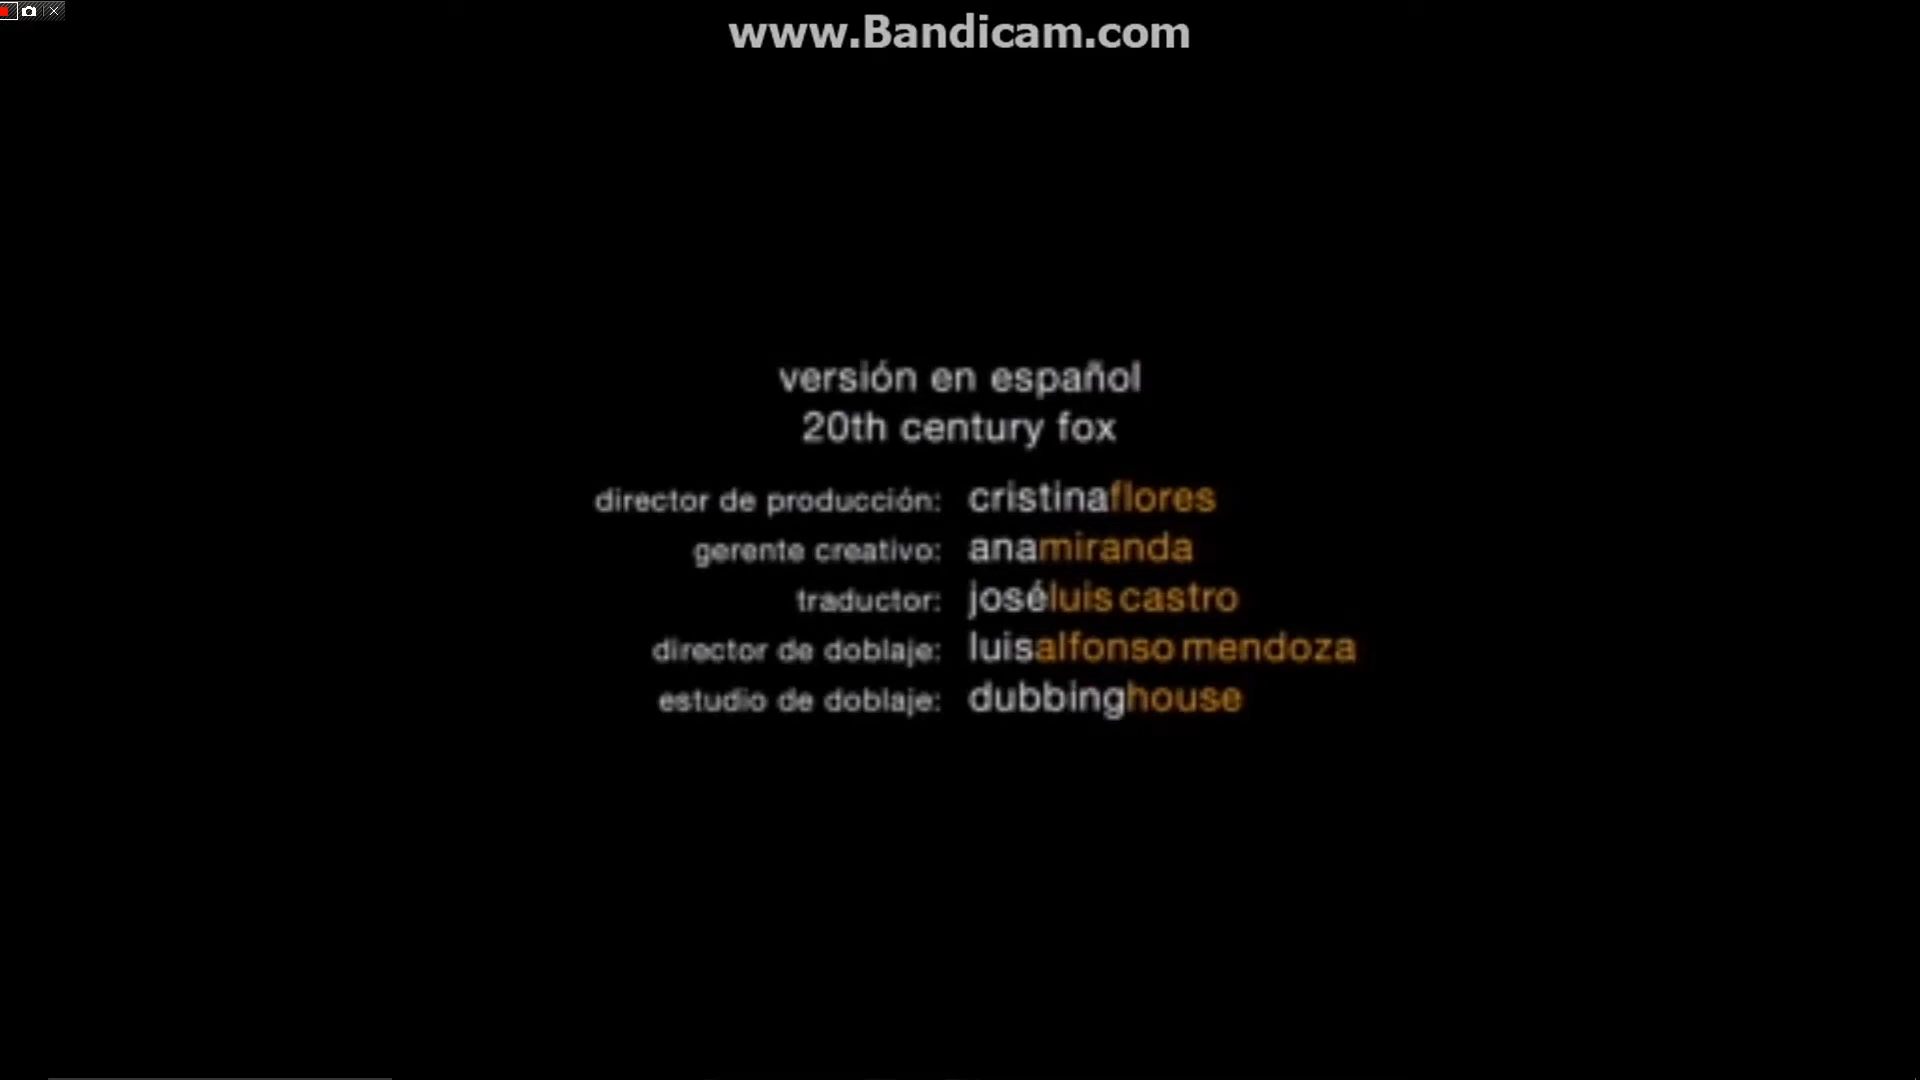 www.Bandicam.com
versión en español
20th century fox
director de producción: cristinaflores
gerente creativo: anamiranda
traductor: joséluis castro
director de doblaje: luisalfonso mendoza
estudio de doblaje: dubbinghouse